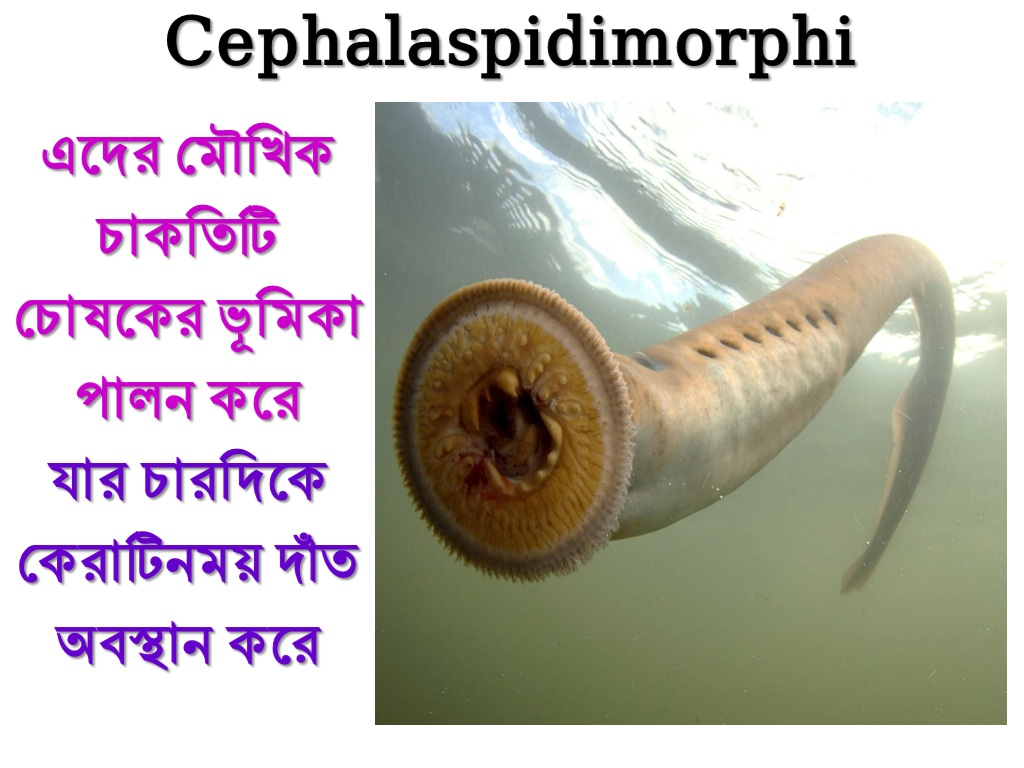 Cephalaspidimorphi
এদের মৌখিক
চাকতিটি
চোষকের ভূমিকা
পালন করে
যার চারদিকে
কেরাটিনময় দাঁত
অবস্থান করে